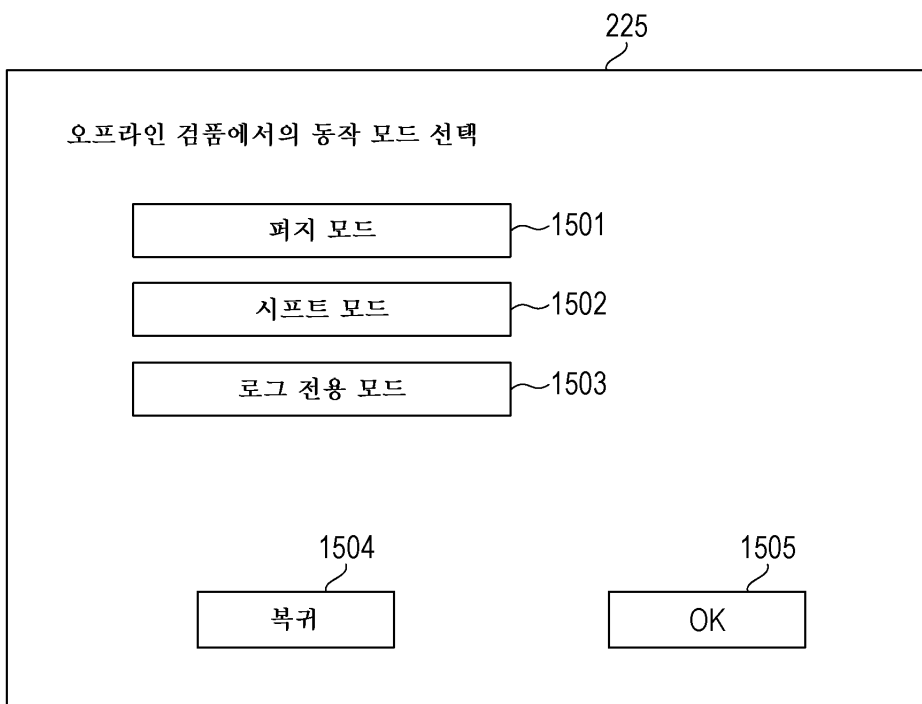 225
오프라인 검품에서의 동작 모드 선택
퍼지 모드 1501
시프트 모드 1502
로그 전용 모드 1503
1504 1505
복귀 OK